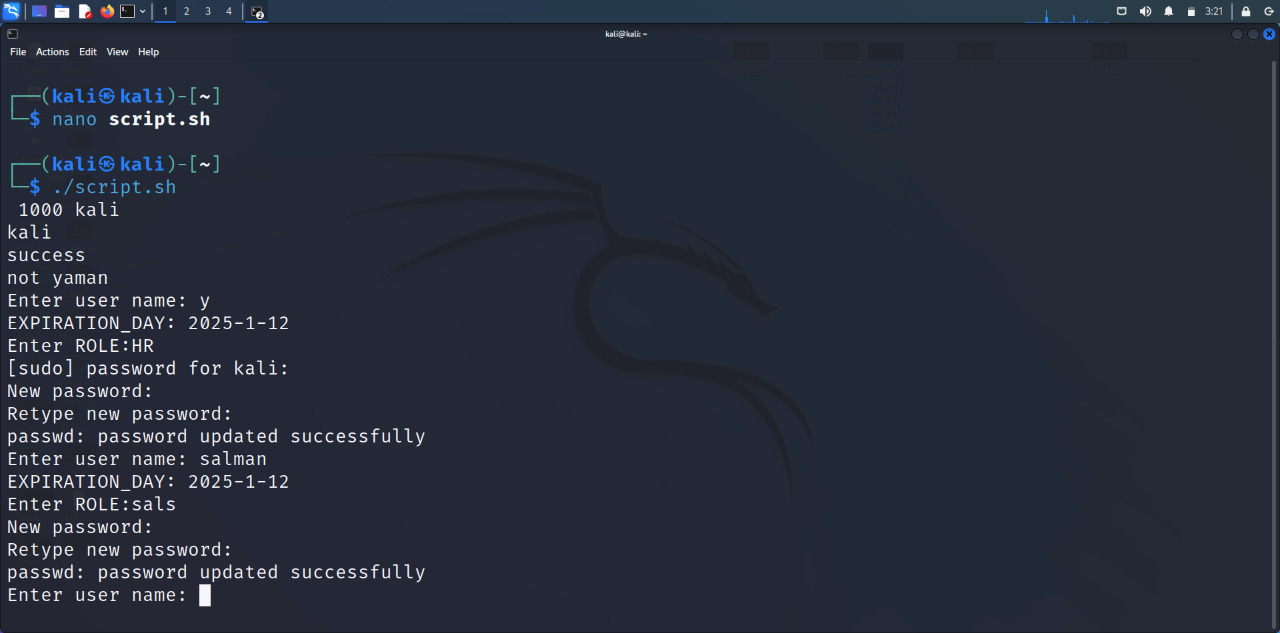 1 2 3 4 2 3:21
kali@kali: ~
File Actions Edit View Help
┌──(kali㉿kali)-[~]
└─$ nano script.sh
┌──(kali㉿kali)-[~]
└─$ ./script.sh
1000 kali
kali
success
not yaman
Enter user name: y
EXPIRATION_DAY: 2025-1-12
Enter ROLE:HR
[sudo] password for kali:
New password:
Retype new password:
passwd: password updated successfully
Enter user name: salman
EXPIRATION_DAY: 2025-1-12
Enter ROLE:sals
New password:
Retype new password:
passwd: password updated successfully
Enter user name: